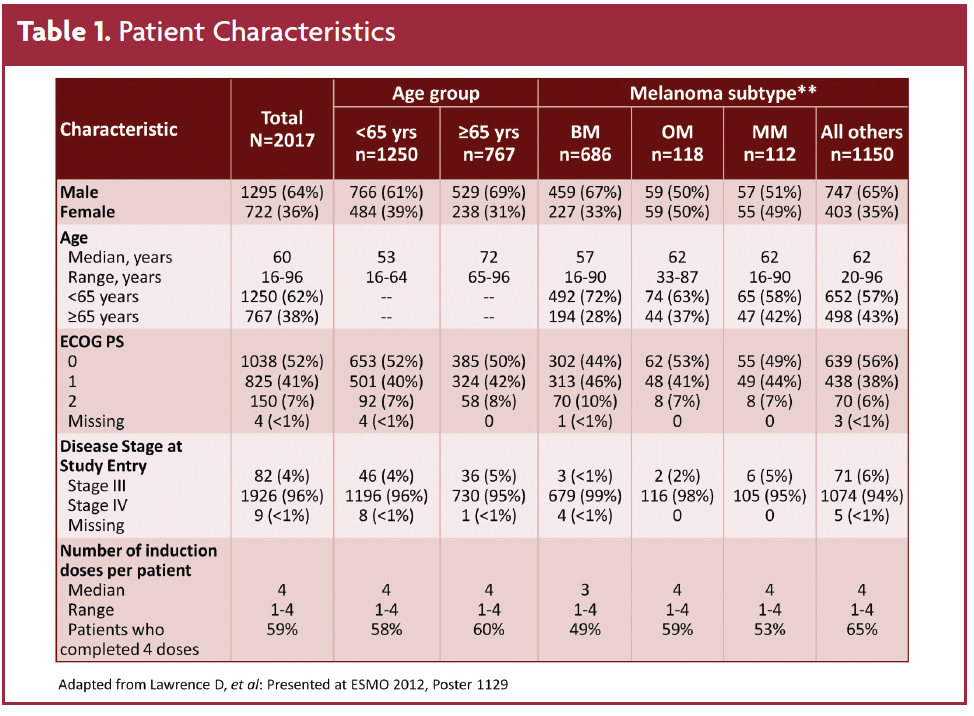 Table 1. Patient Characteristics
Age group Melanoma subtype**
Characteristic Total N=2017 <65 yrs n=1250 ≥65 yrs n=767 BM n=686 OM n=118 MM n=112 All others n=1150
Male 1295 (64%) 766 (61%) 529 (69%) 459 (67%) 59 (50%) 57 (51%) 747 (65%)
Female 722 (36%) 484 (39%) 238 (31%) 227 (33%) 59 (50%) 55 (49%) 403 (35%)
Age
Median, years 60 53 72 57 62 62 62
Range, years 16-96 16-64 65-96 16-90 33-87 16-90 20-96
<65 years 1250 (62%) -- -- 492 (72%) 74 (63%) 65 (58%) 652 (57%)
≥65 years 767 (38%) -- -- 194 (28%) 44 (37%) 47 (42%) 498 (43%)
ECOG PS
0 1038 (52%) 653 (52%) 385 (50%) 302 (44%) 62 (53%) 55 (49%) 639 (56%)
1 825 (41%) 501 (40%) 324 (42%) 313 (46%) 48 (41%) 49 (44%) 438 (38%)
2 150 (7%) 92 (7%) 58 (8%) 70 (10%) 8 (7%) 8 (7%) 70 (6%)
Missing 4 (<1%) 4 (<1%) 0 1 (<1%) 0 0 3 (<1%)
Disease Stage at
Study Entry
Stage III 82 (4%) 46 (4%) 36 (5%) 3 (<1%) 2 (2%) 6 (5%) 71 (6%)
Stage IV 1926 (96%) 1196 (96%) 730 (95%) 679 (99%) 116 (98%) 105 (95%) 1074 (94%)
Missing 9 (<1%) 8 (<1%) 1 (<1%) 4 (<1%) 0 0 5 (<1%)
Number of induction
doses per patient
Median 4 4 4 3 4 4 4
Range 1-4 1-4 1-4 1-4 1-4 1-4 1-4
Patients who 59% 58% 60% 49% 59% 53% 65%
completed 4 doses
Adapted from Lawrence D, et al: Presented at ESMO 2012, Poster 1129